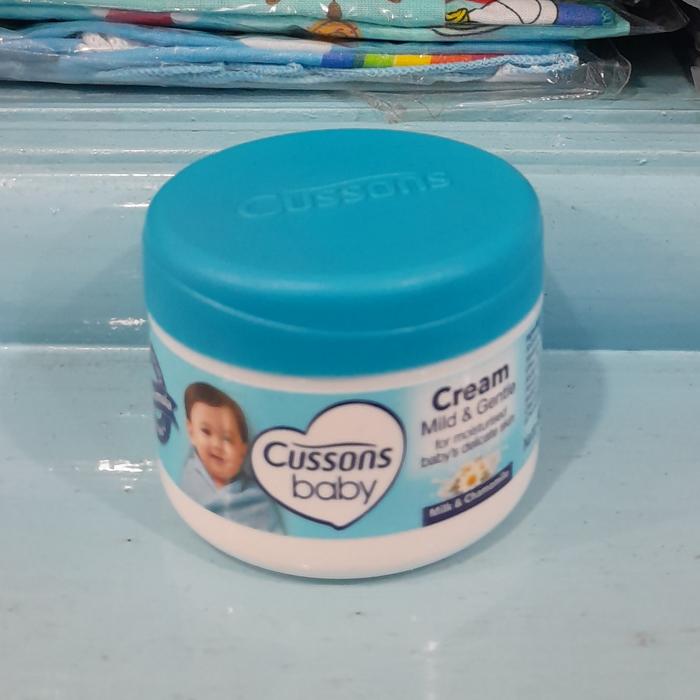 Cussons
Cussons
baby
Cream
Mild & Gentle
for moisturised
baby's delicate skin
Milk & Chamomile